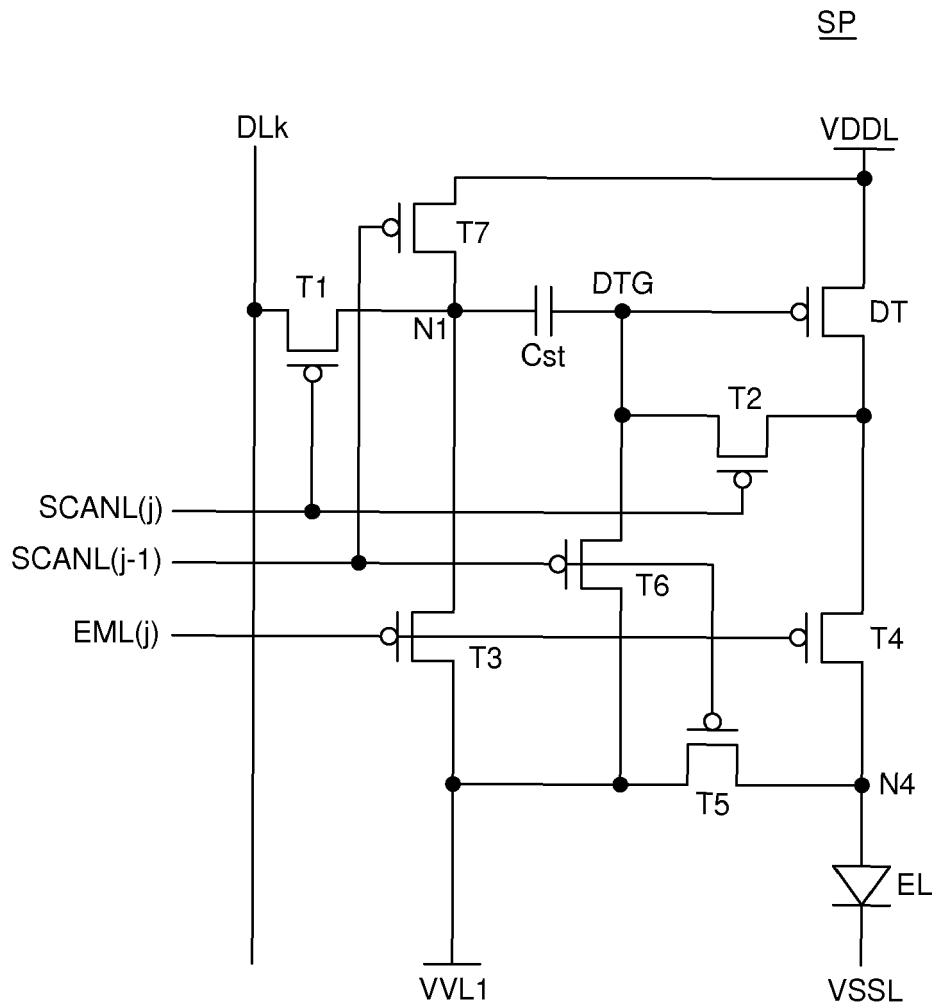 SP
DLk
VDDL
T7
T1
DTG
DT
N1
Cst
T2
SCANL(j)
SCANL(j-1)
T6
EML(j)
T3
T4
T5
N4
EL
VVL1
VSSL